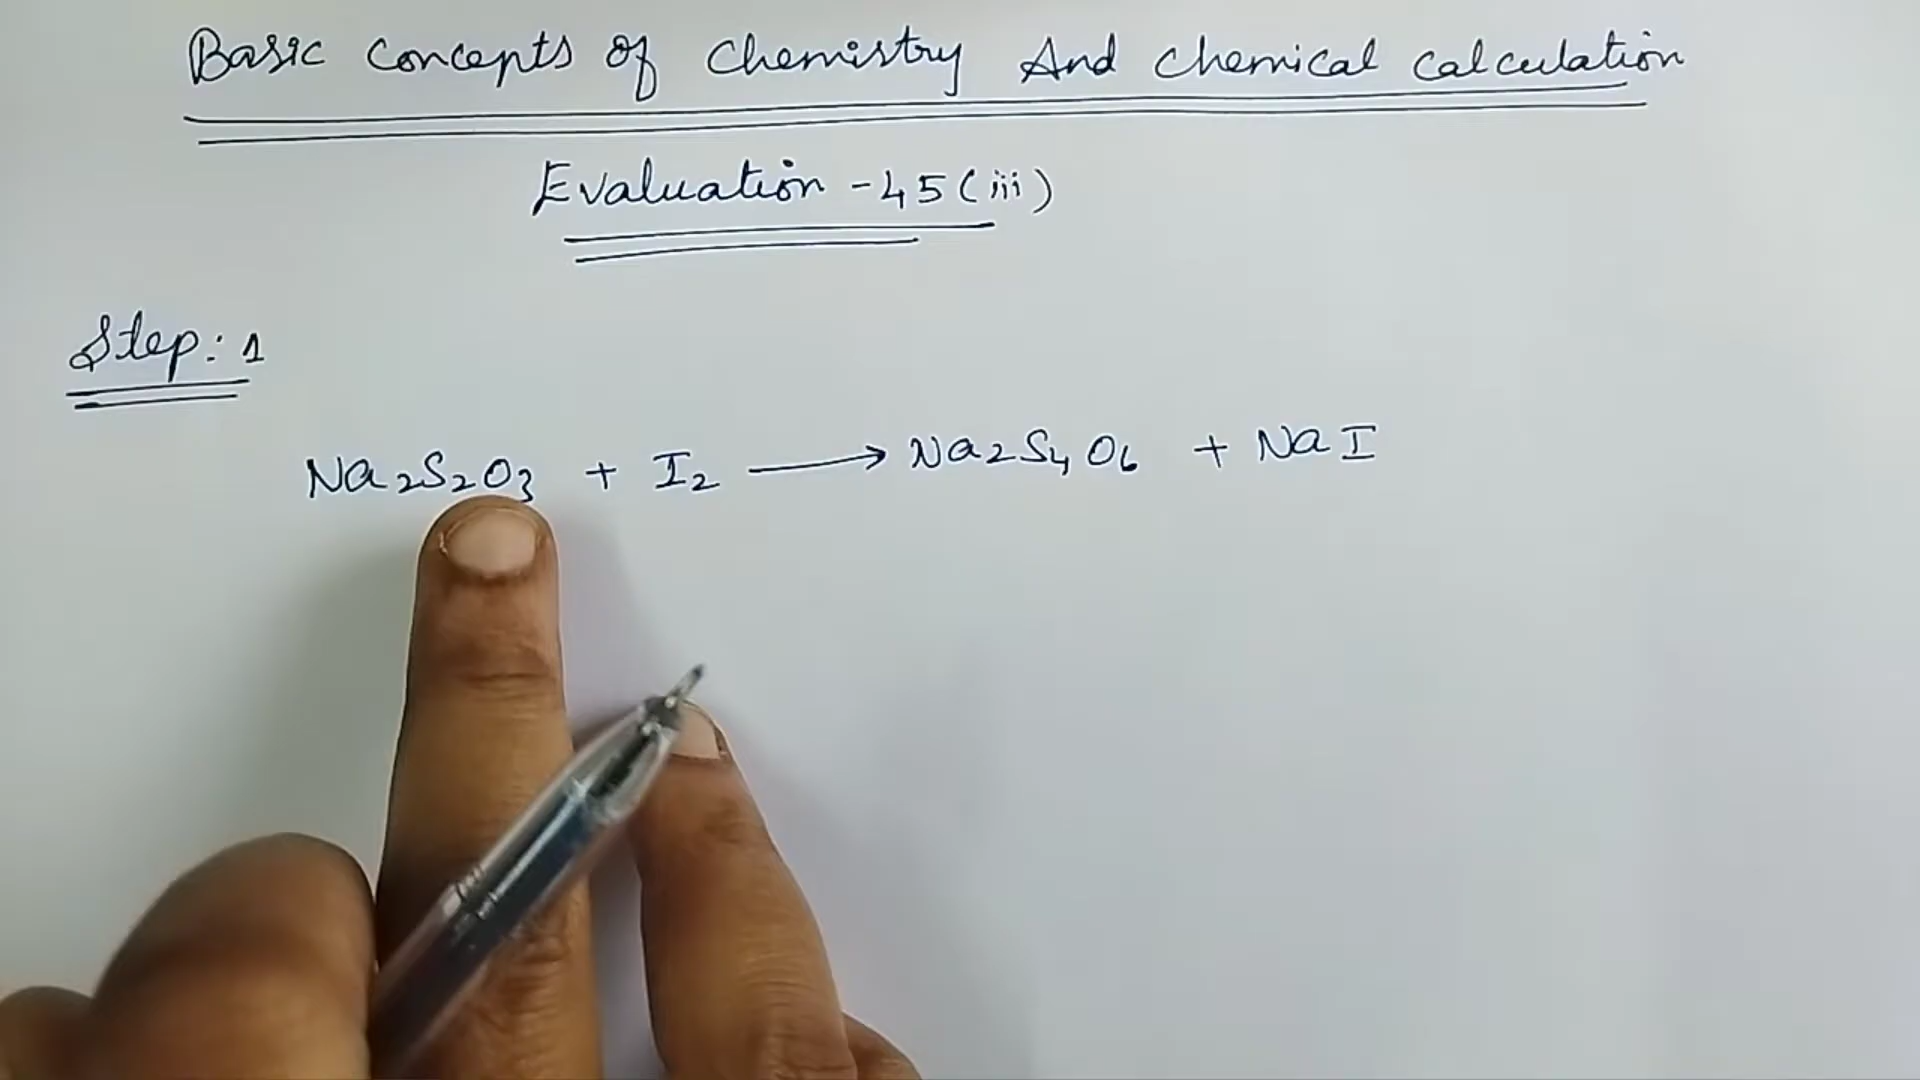 Basic Concepts Of Chemistry And Chemical Calculation
Evaluation - 45 (iii)
Step: 1
Na₂S₂O₃ + I₂ ⟶ Na₂S₄O₆ + NaI